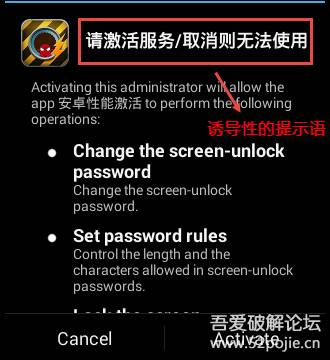 请激活服务/取消则无法使用
Activating this administrator will allow the
app 安卓性能激活 to perform the following
operations:
诱导性的提示语
Change the screen-unlock
password
Change the screen-unlock
password.
Set password rules
Control the length and the
characters allowed in screen-unlock
passwords.
Lock the screen
Cancel
Activate
吾爱破解论坛
www.52pojie.cn